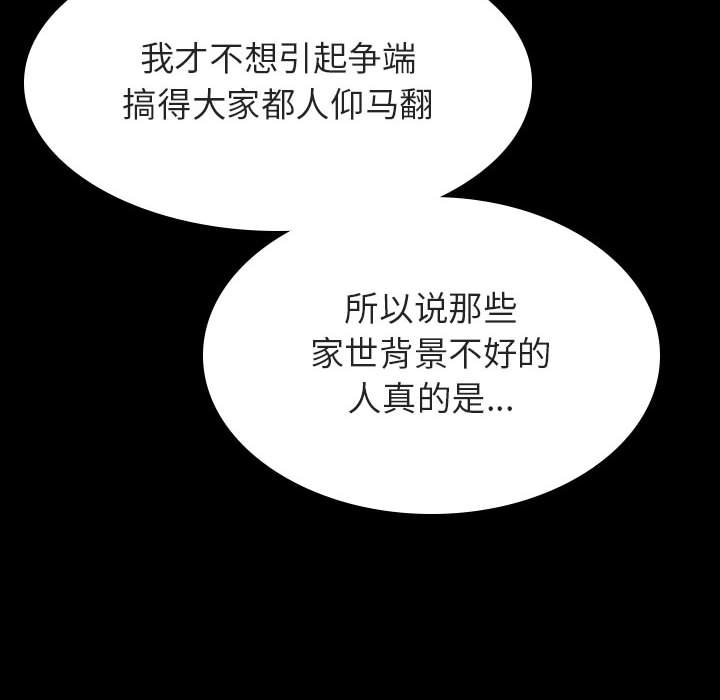 我才不想引起争端
搞得大家都人仰马翻
所以说那些
家世背景不好的
人真的是...